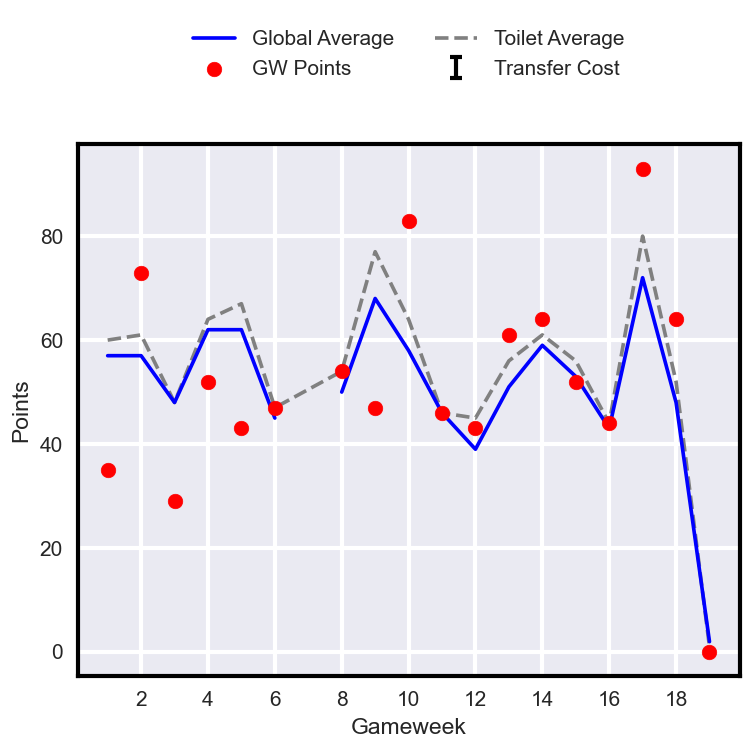 Global Average
Toilet Average
GW Points
Transfer Cost
80
60
40
20
0
Points
2 4 6 8 10 12 14 16 18
Gameweek